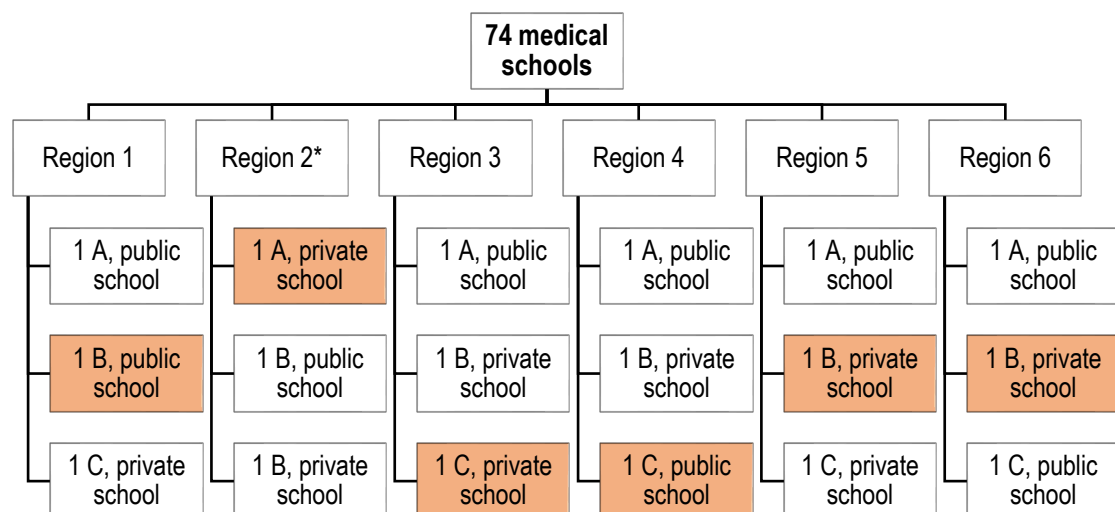 74 medical
schools
Region 1
Region 2*
Region 3
Region 4
Region 5
Region 6
1 A, public
school
1 A, private
school
1 A, public
school
1 A, public
school
1 A, public
school
1 A, public
school
1 B, public
school
1 B, public
school
1 B, private
school
1 B, private
school
1 B, private
school
1 B, private
school
1 C, private
school
1 B, private
school
1 C, private
school
1 C, public
school
1 C, private
school
1 C, public
school